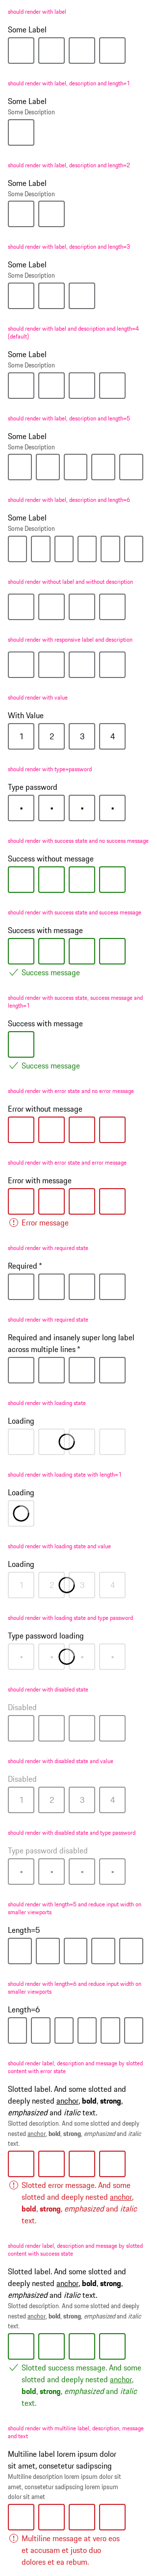 should render with label
Some Label
should render with label, description and length=1
Some Label
Some Description
should render with label, description and length=2
Some Label
Some Description
should render with label, description and length=3
Some Label
Some Description
should render with label and description and length=4
(default)
Some Label
Some Description
should render with label, description and length=5
Some Label
Some Description
should render with label, description and length=6
Some Label
Some Description
should render without label and without description
should render with responsive label and description
should render with value
With Value
1 2 3 4
should render with type=password
Type password
• • • •
should render with success state and no success message
Success without message
should render with success state and success message
Success with message
Success message
should render with success state, success message and
length=1
Success with message
Success message
should render with error state and no error message
Error without message
should render with error state and error message
Error with message
Error message
should render with required state
Required *
should render with required state
Required and insanely super long label
across multiple lines *
should render with loading state
Loading
should render with loading state with length=1
Loading
should render with loading state and value
Loading
1 2 3 4
should render with loading state and type password
Type password loading
• • • •
should render with disabled state
Disabled
should render with disabled state and value
Disabled
1 2 3 4
should render with disabled state and type password
Type password disabled
• • • •
should render with length=5 and reduce input width on
smaller viewports
Length=5
should render with length=6 and reduce input width on
smaller viewports
Length=6
should render label, description and message by slotted
content with error state
Slotted label. And some slotted and
deeply nested anchor, bold, strong,
emphasized and italic text.
Slotted description. And some slotted and deeply
nested anchor, bold, strong, emphasized and italic
text.
Slotted error message. And some
slotted and deeply nested anchor,
bold, strong, emphasized and italic
text.
should render label, description and message by slotted
content with success state
Slotted label. And some slotted and
deeply nested anchor, bold, strong,
emphasized and italic text.
Slotted description. And some slotted and deeply
nested anchor, bold, strong, emphasized and italic
text.
Slotted success message. And some
slotted and deeply nested anchor,
bold, strong, emphasized and italic
text.
should render with multiline label, description, message
and text
Multilineal label lorem ipsum dolor
sit amet, consetetur sadipscing
Multilineal description lorem ipsum dolor sit
amet, consetetur sadipscing lorem ipsum
dolor sit amet
Multilineal message at vero eos
et accusam et justo duo
dolores et ea rebum.